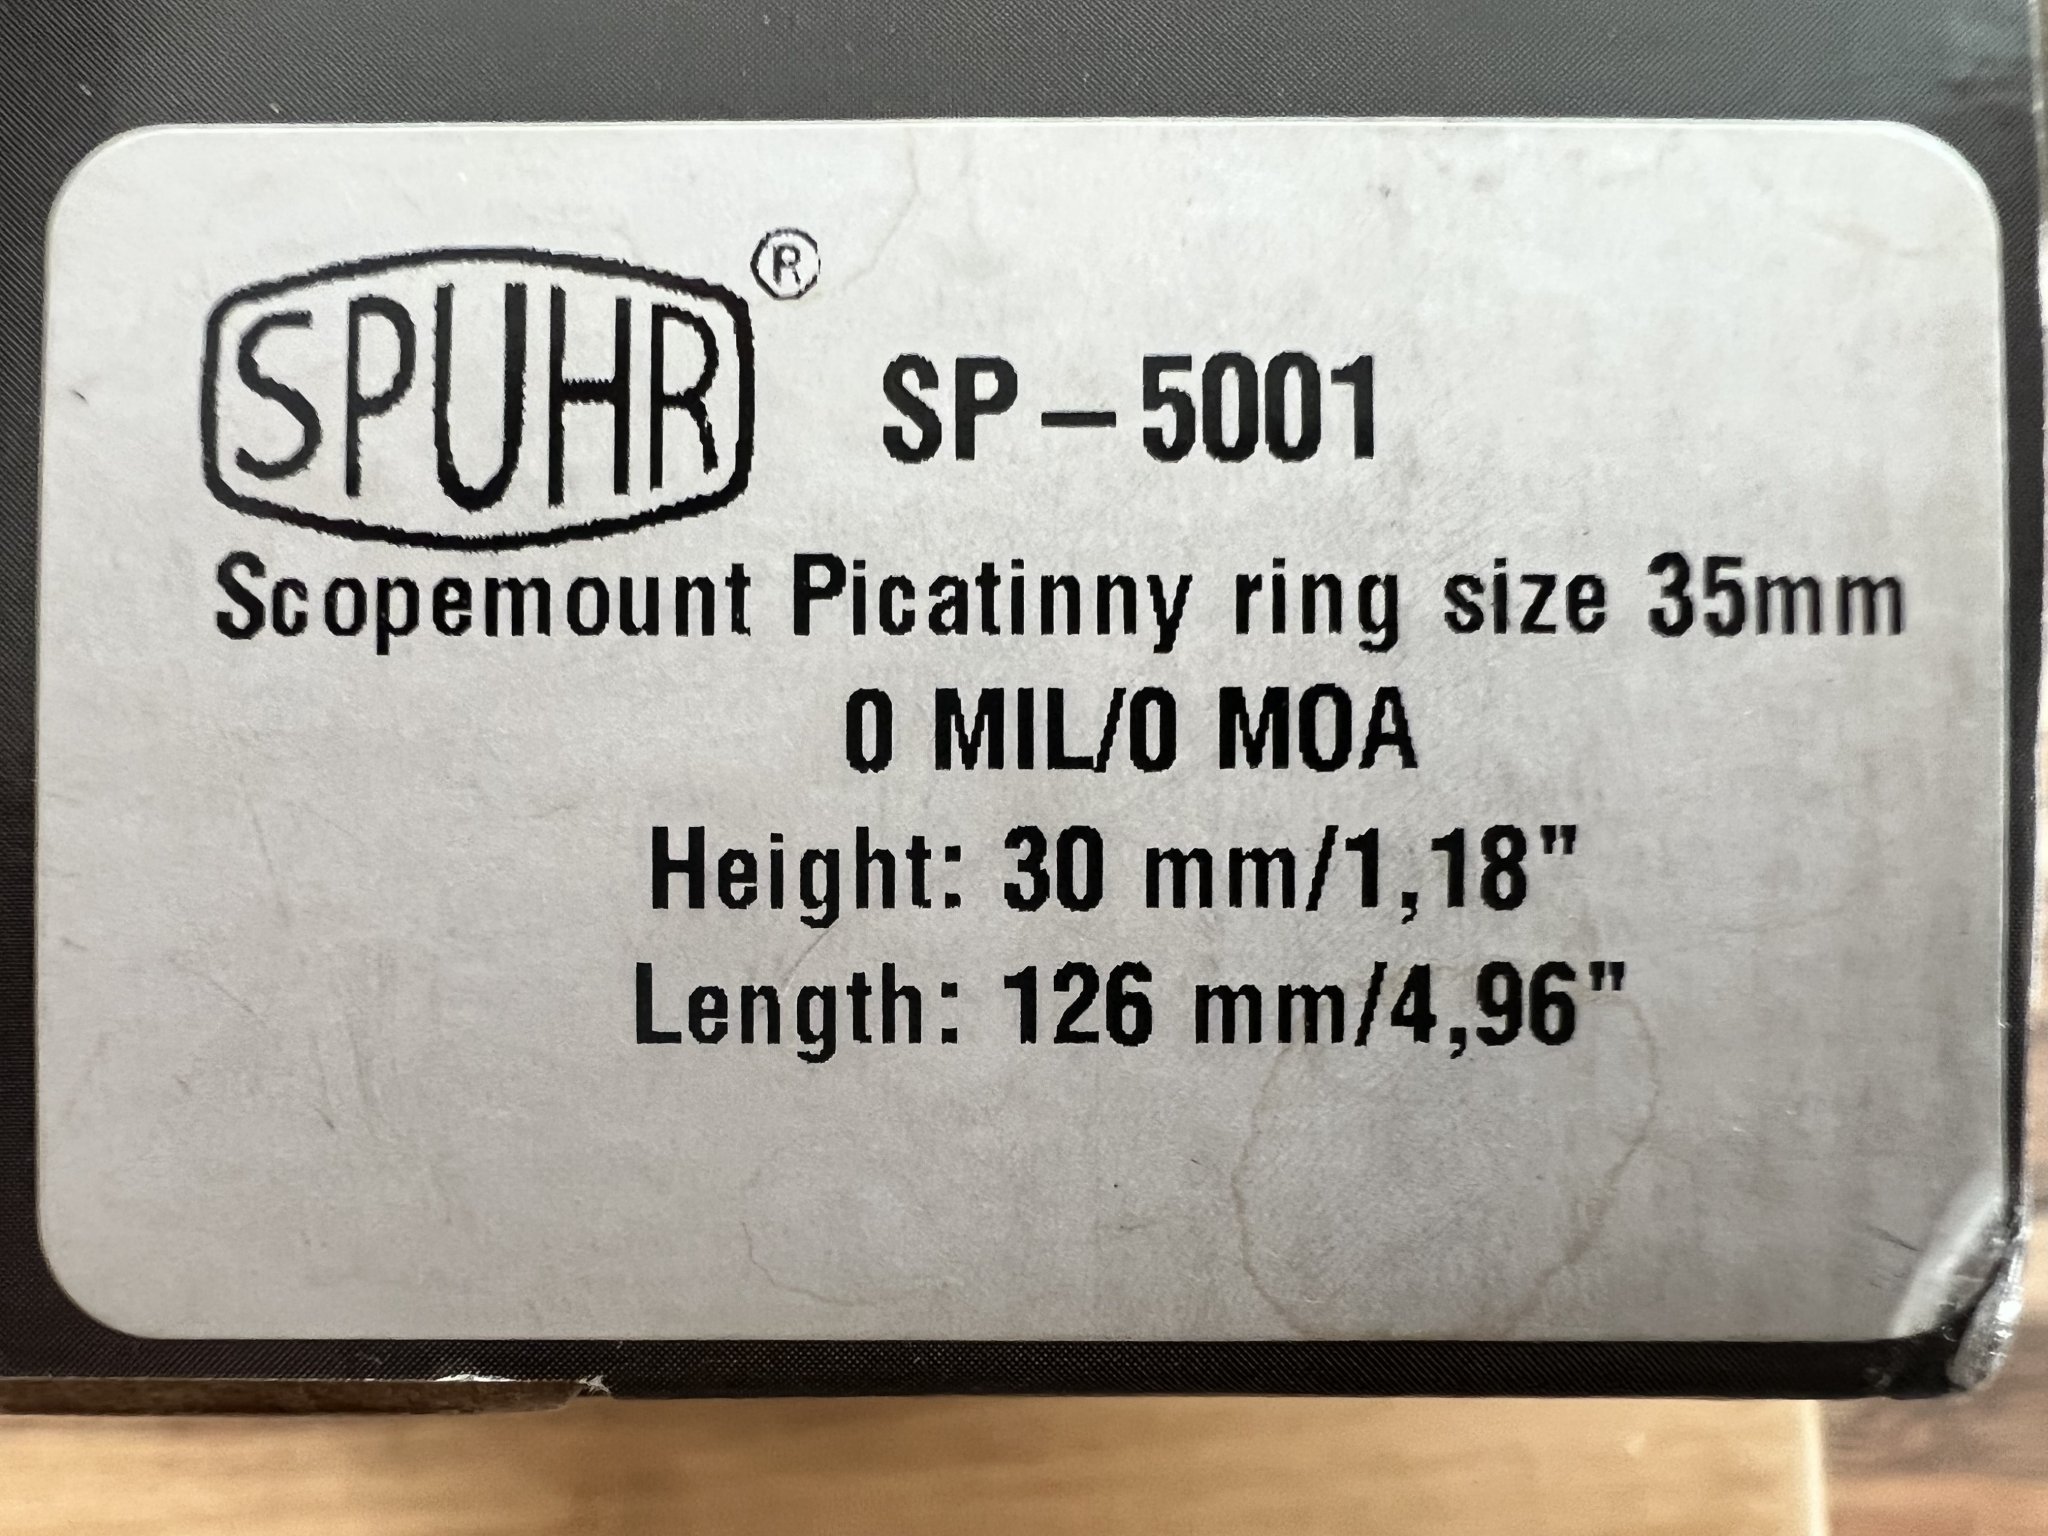 SPUHR ® SP-5001
Scopemount Picatinny ring size 35mm
0 MIL/0 MOA
Height: 30 mm/1,18"
Length: 126 mm/4,96"